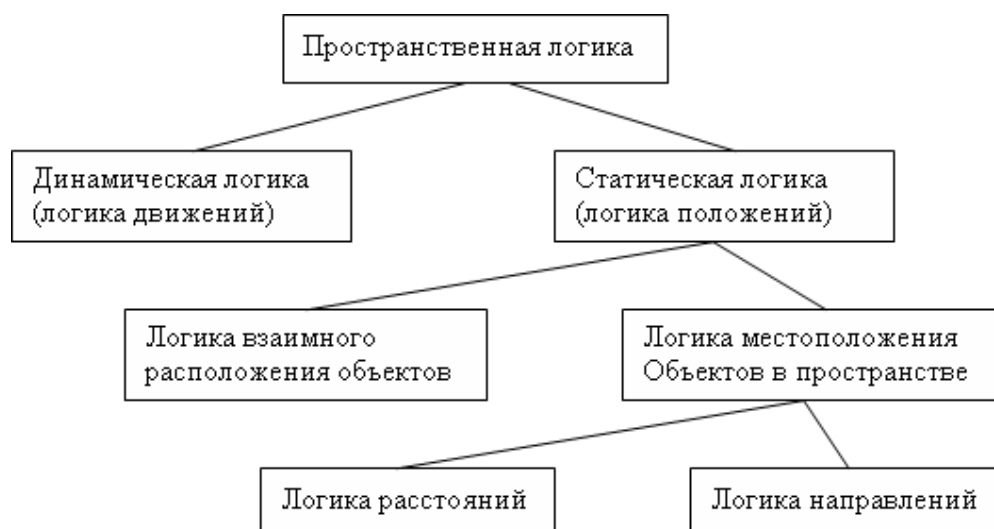 Пространственная логика
Динамическая логика
(логика движений)
Статическая логика
(логика положений)
Логика взаимного
расположения объектов
Логика местоположения
Объектов в пространстве
Логика расстояний
Логика направлений